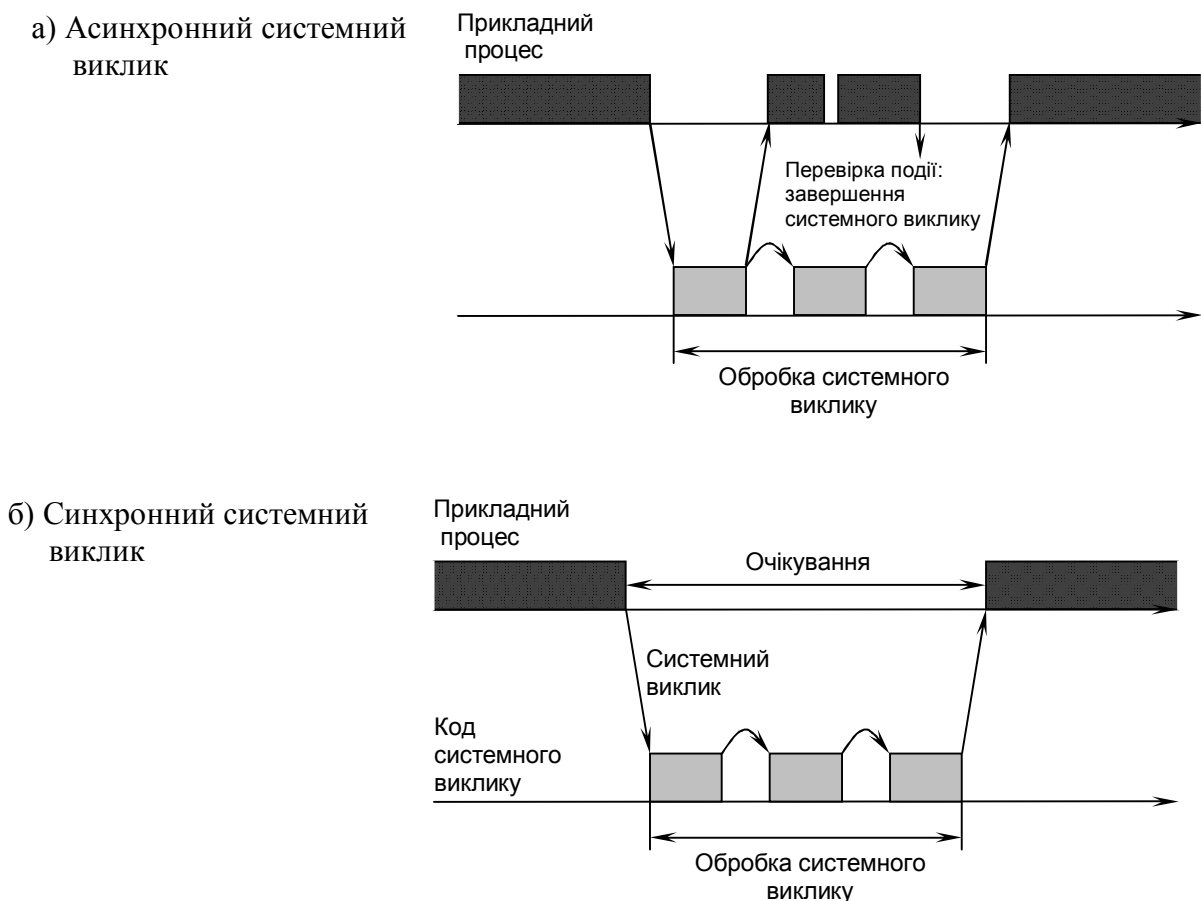 а) Асинхронний системний
виклик
Прикладний
процес
Перевірка події:
завершення
системного виклику
Обробка системного
виклику
б) Синхронний системний
виклик
Прикладний
процес
Очікування
Системний
виклик
Код
системного
виклику
Обробка системного
виклику